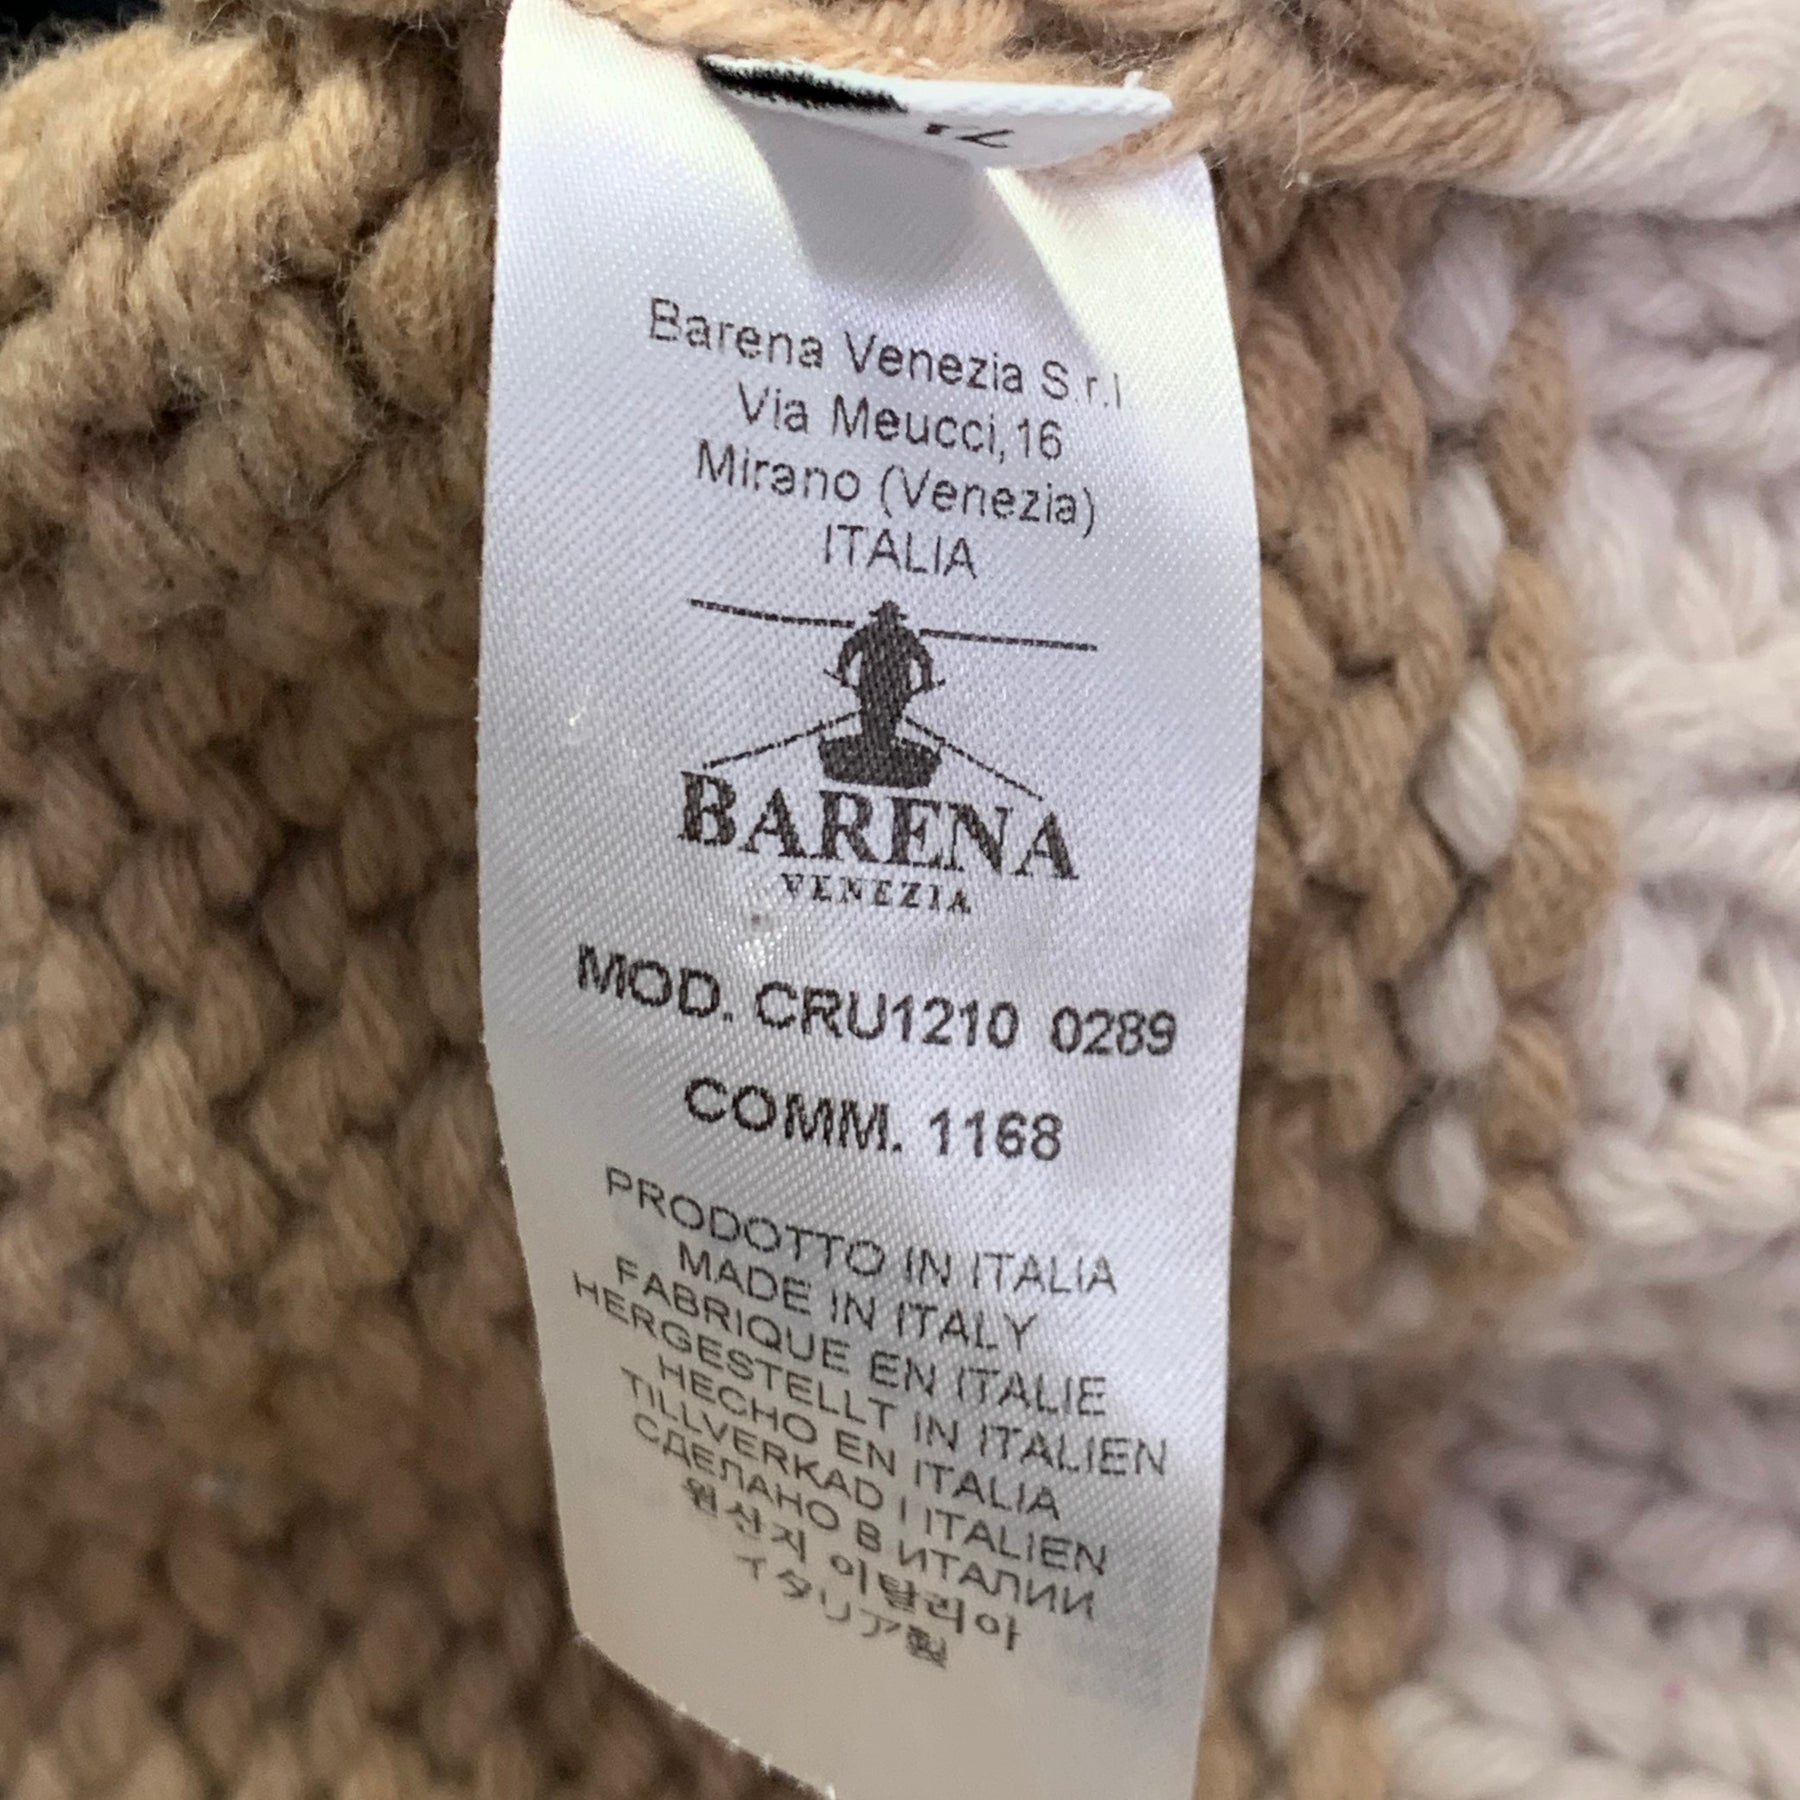 Barena Venezia S r.l
Via Meucci,16
Mirano (Venezia)
ITALIA
BARENA
VENEZIA
MOD. CRU1210 0289
COMM. 1168
PRODOTTO IN ITALIA
MADE IN ITALY
FABRIQUE EN ITALIE
HERGESTELLT IN ITALIEN
HECHO EN ITALIA
TILLVERKAD I ITALIEN
СДЕЛАНО В ИТАЛИИ
원산지 이탈리아
イタリア製